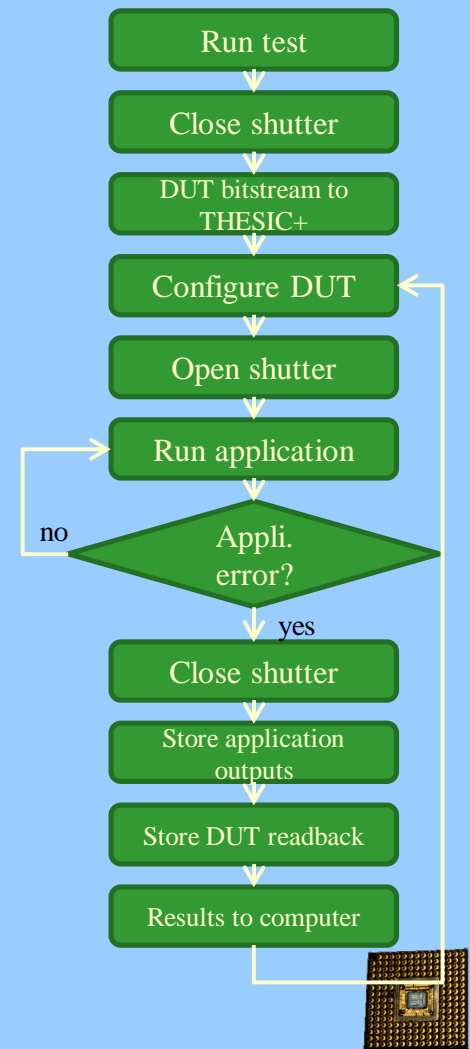 Run test
Close shutter
DUT bitstream to
THESIC+
Configure DUT
Open shutter
Run application
Appli.
error?
no
yes
Close shutter
Store application
outputs
Store DUT readback
Results to computer